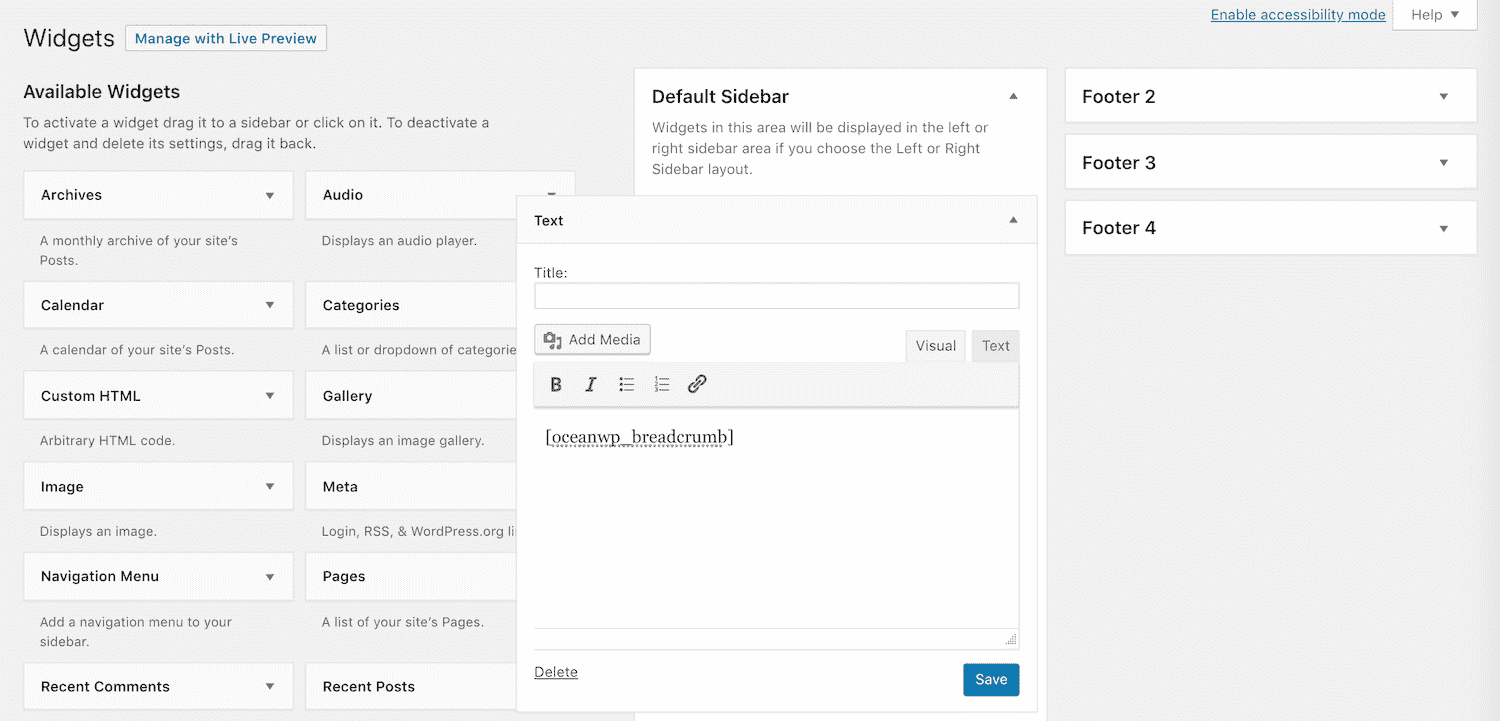 Enable accessibility mode
Help
Widgets
Manage with Live Preview
Available Widgets
To activate a widget drag it to a sidebar or click on it. To deactivate a
widget and delete its settings, drag it back.
Archives
Audio
A monthly archive of your site's
Posts.
Displays an audio player.
Calendar
Categories
A calendar of your site's Posts.
A list or dropdown of categorie
Custom HTML
Gallery
Arbitrary HTML code.
Displays an image gallery.
Image
Meta
Displays an image.
Login, RSS, & WordPress.org li
Navigation Menu
Pages
Add a navigation menu to your
sidebar.
A list of your site's Pages.
Recent Comments
Recent Posts
Default Sidebar
Widgets in this area will be displayed in the left or
right sidebar area if you choose the Left or Right
Sidebar layout.
Text
Title:
Add Media
Visual
Text
B I
[oceanwp_breadcrumb]
Delete
Save
Footer 2
Footer 3
Footer 4